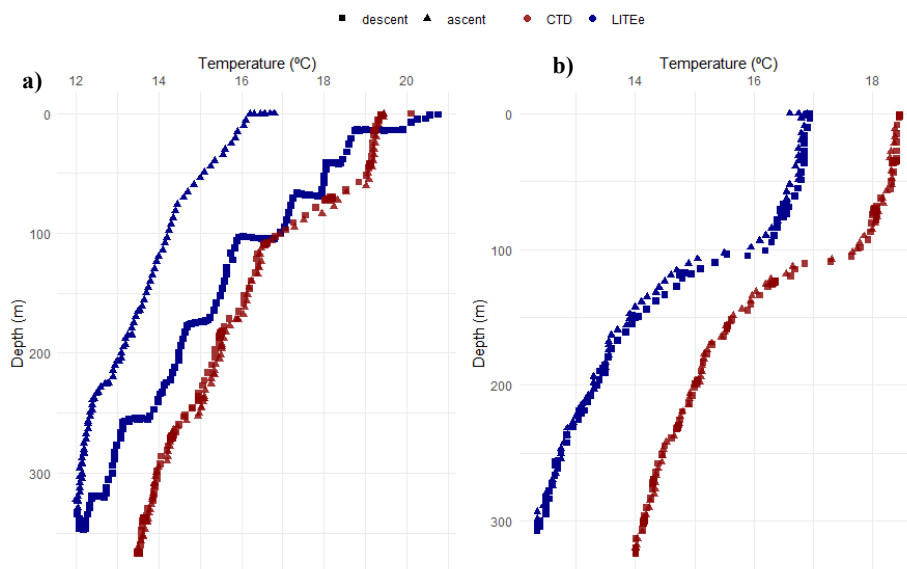 descent ascent CTD LITEe
a) Temperature (ºC)
12 14 16 18 20
Depth (m)
0
100
200
300
b) Temperature (ºC)
14 16 18
Depth (m)
0
100
200
300